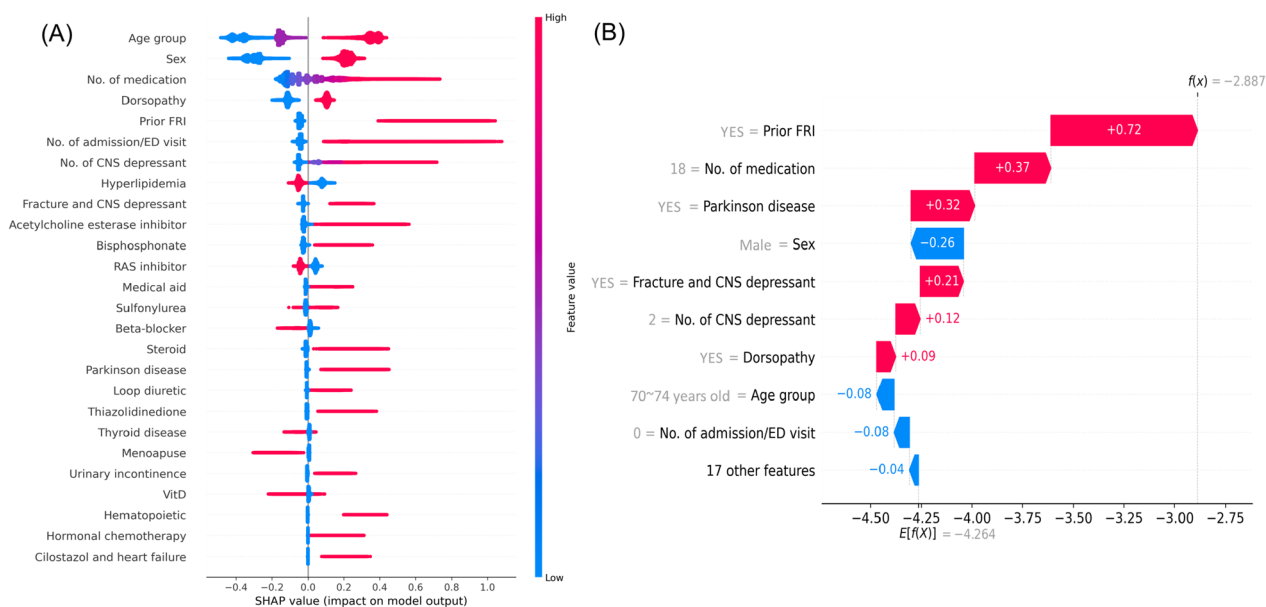 (A)
High
Age group
Sex
No. of medication
Dorsopathy
Prior FRI
No. of admission/ED visit
No. of CNS depressant
Hyperlipidemia
Fracture and CNS depressant
Acetylcholine esterase inhibitor
Bisphosphonate
RAS inhibitor
Medical aid
Sulfonylurea
Beta-blocker
Steroid
Parkinson disease
Loop diuretic
Thiazolidinedione
Thyroid disease
Menoapuse
Urinary incontinence
VitD
Hematopoietic
Hormonal chemotherapy
Cilostazol and heart failure
−0.4 −0.2 0.0 0.2 0.4 0.6 0.8 1.0
SHAP value (impact on model output)
Low
Feature value
(B)
f(x) = −2.887
YES = Prior FRI +0.72
18 = No. of medication +0.37
YES = Parkinson disease +0.32
Male = Sex −0.26
YES = Fracture and CNS depressant +0.21
2 = No. of CNS depressant +0.12
YES = Dorsopathy +0.09
70~74 years old = Age group −0.08
0 = No. of admission/ED visit −0.08
17 other features −0.04
−4.50 −4.25 −4.00 −3.75 −3.50 −3.25 −3.00 −2.75
E[f(X)] = −4.264